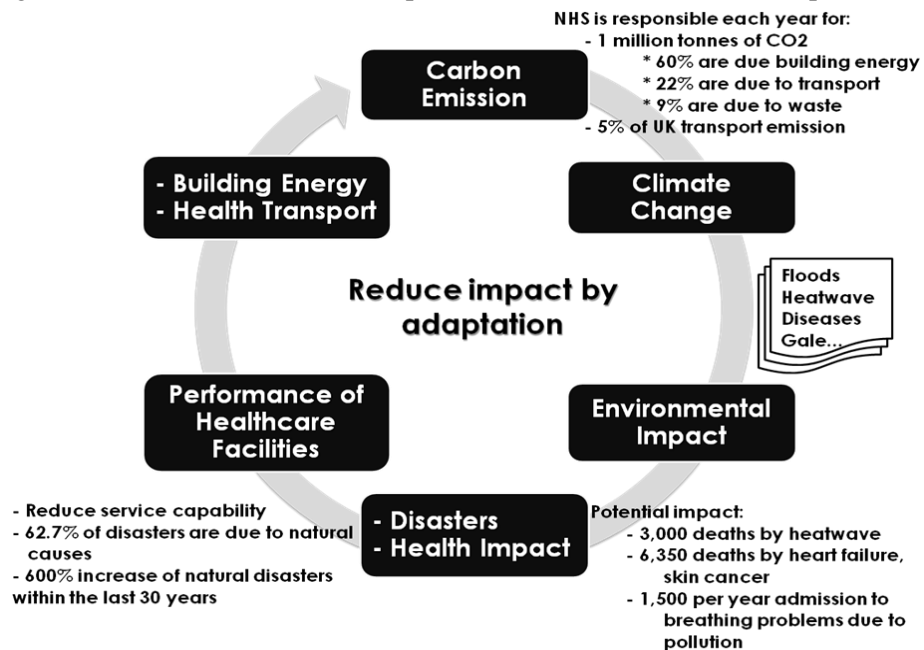 NHS is responsible each year for:
- 1 million tonnes of CO2
* 60% are due building energy
* 22% are due to transport
* 9% are due to waste
- 5% of UK transport emission
Carbon
Emission
Climate
Change
Floods
Heatwave
Diseases
Gale...
Environmental
Impact
Potential impact:
- 3,000 deaths by heatwave
- 6,350 deaths by heart failure,
skin cancer
- 1,500 per year admission to
breathing problems due to
pollution
- Disasters
- Health Impact
Performance of
Healthcare
Facilities
- Reduce service capability
- 62.7% of disasters are due to natural
causes
- 600% increase of natural disasters
within the last 30 years
- Building Energy
- Health Transport
Reduce impact by
adaptation